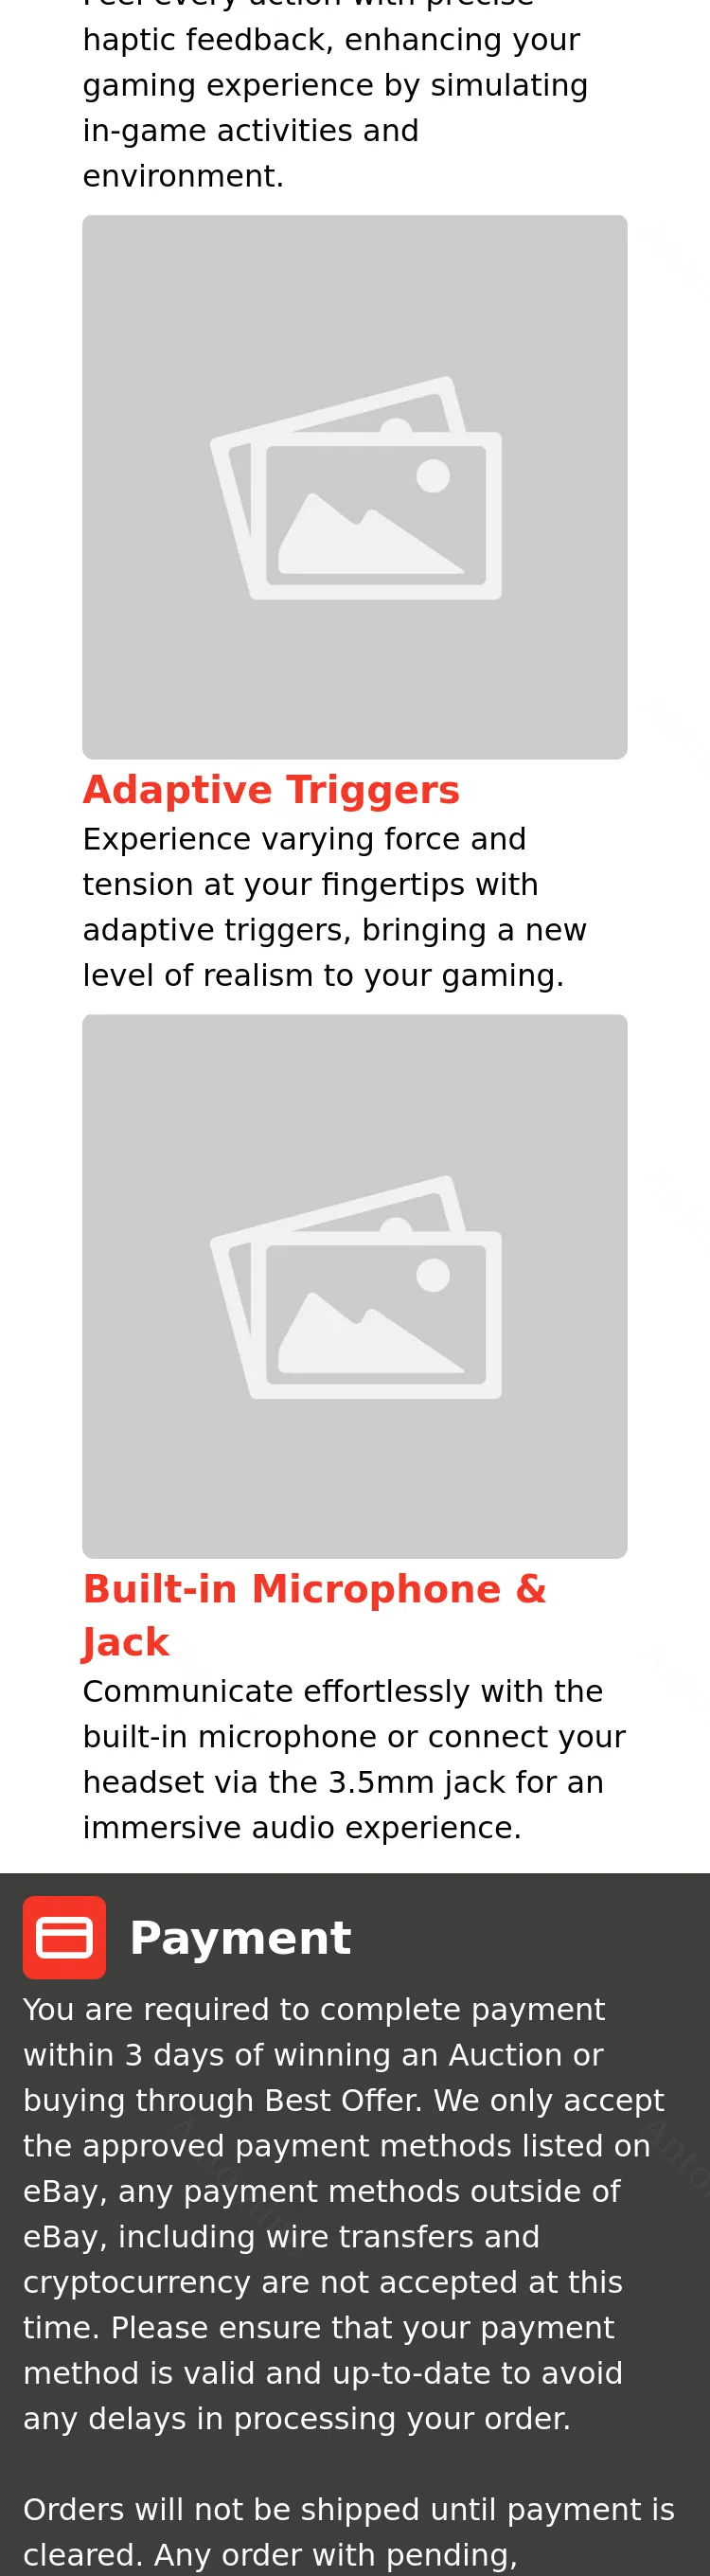 Feel every action with precise
haptic feedback, enhancing your
gaming experience by simulating
in-game activities and
environment.
Adaptive Triggers
Experience varying force and
tension at your fingertips with
adaptive triggers, bringing a new
level of realism to your gaming.
Built-in Microphone &
Jack
Communicate effortlessly with the
built-in microphone or connect your
headset via the 3.5mm jack for an
immersive audio experience.
Payment
You are required to complete payment
within 3 days of winning an Auction or
buying through Best Offer. We only accept
the approved payment methods listed on
eBay, any payment methods outside of
eBay, including wire transfers and
cryptocurrency are not accepted at this
time. Please ensure that your payment
method is valid and up-to-date to avoid
any delays in processing your order.
Orders will not be shipped until payment is
cleared. Any order with pending,